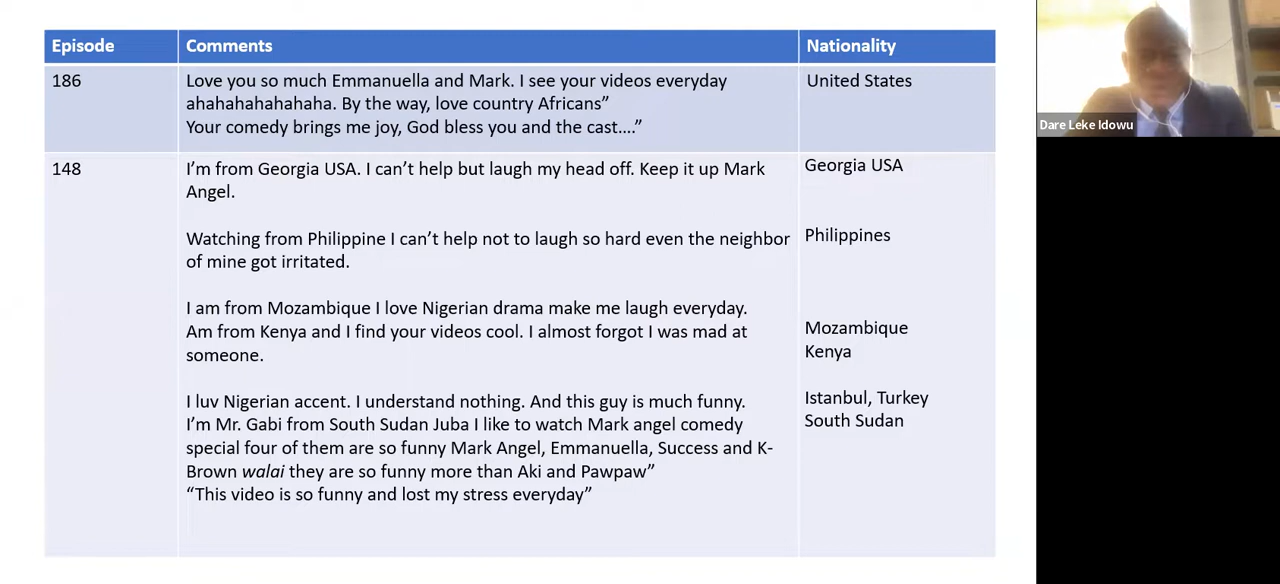 Episode
Comments
Nationality
186
Love you so much Emmanuella and Mark. I see your videos everyday
ahahahahahahaha. By the way, love country Africans”
Your comedy brings me joy, God bless you and the cast....”
United States
148
I’m from Georgia USA. I can’t help but laugh my head off. Keep it up Mark
Angel.
Georgia USA
Watching from Philippine I can’t help not to laugh so hard even the neighbor
of mine got irritated.
Philippines
I am from Mozambique I love Nigerian drama make me laugh everyday.
Am from Kenya and I find your videos cool. I almost forgot I was mad at
someone.
Mozambique
Kenya
I luv Nigerian accent. I understand nothing. And this guy is much funny.
I’m Mr. Gabi from South Sudan Juba I like to watch Mark angel comedy
special four of them are so funny Mark Angel, Emmanuella, Success and K-
Brown walai they are so funny more than Aki and Pawpaw”
“This video is so funny and lost my stress everyday”
Istanbul, Turkey
South Sudan
Dare Leke Idowu